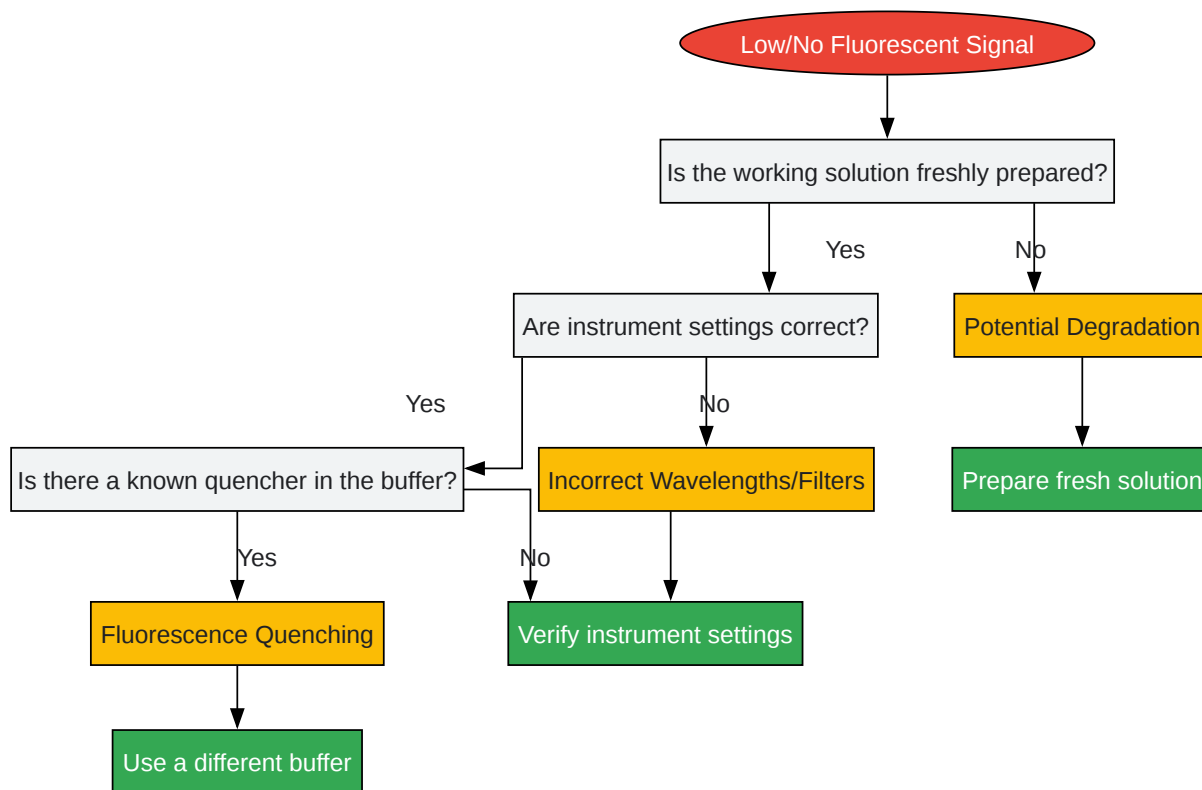 Low/No Fluorescent Signal
Is the working solution freshly prepared?
Yes
No
Are instrument settings correct?
Potential Degradation
Yes
No
Is there a known quencher in the buffer?
Incorrect Wavelengths/Filters
Prepare fresh solution
Yes
No
Fluorescence Quenching
Verify instrument settings
Use a different buffer